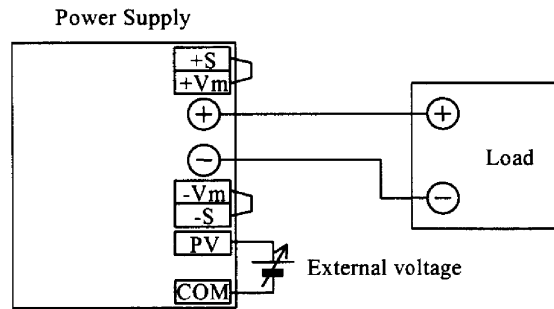 Power Supply
+S
+Vm
+
−
-Vm
-S
PV
COM
+
−
Load
External voltage